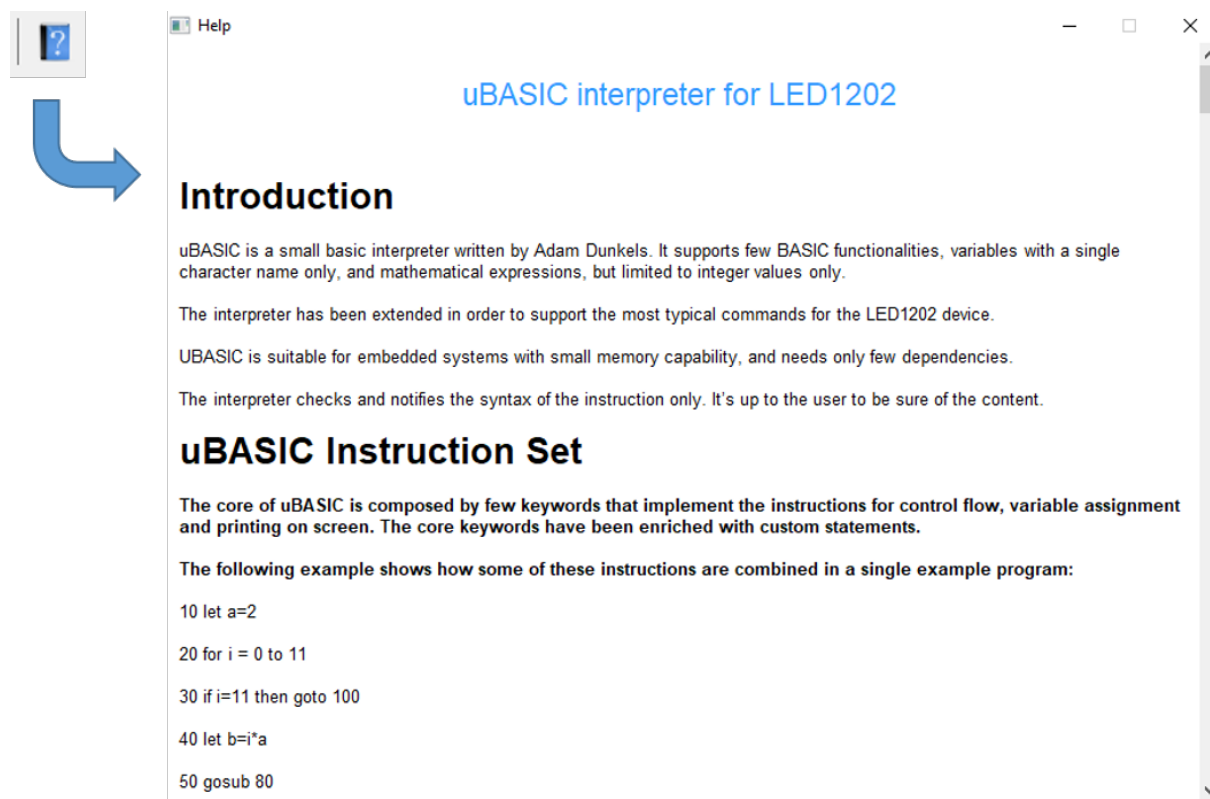 ?
Help
uBASIC interpreter for LED1202
Introduction
uBASIC is a small basic interpreter written by Adam Dunkels. It supports few BASIC functionalities, variables with a single
character name only, and mathematical expressions, but limited to integer values only.
The interpreter has been extended in order to support the most typical commands for the LED1202 device.
UBASIC is suitable for embedded systems with small memory capability, and needs only few dependencies.
The interpreter checks and notifies the syntax of the instruction only. It's up to the user to be sure of the content.
uBASIC Instruction Set
The core of uBASIC is composed by few keywords that implement the instructions for control flow, variable assignment
and printing on screen. The core keywords have been enriched with custom statements.
The following example shows how some of these instructions are combined in a single example program:
10 let a=2
20 for i = 0 to 11
30 if i=11 then goto 100
40 let b=i*a
50 gosub 80